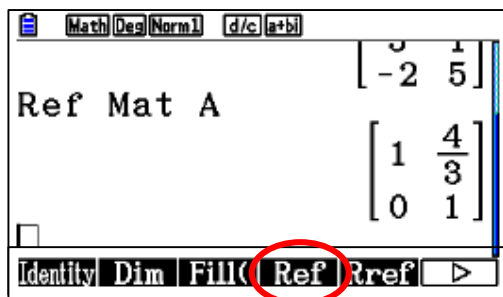 Math Deg Norm1 d/c a+bi
-2 5
Ref Mat A
1 4/3
0 1
Identity Dim Fill( Ref Rref ▷